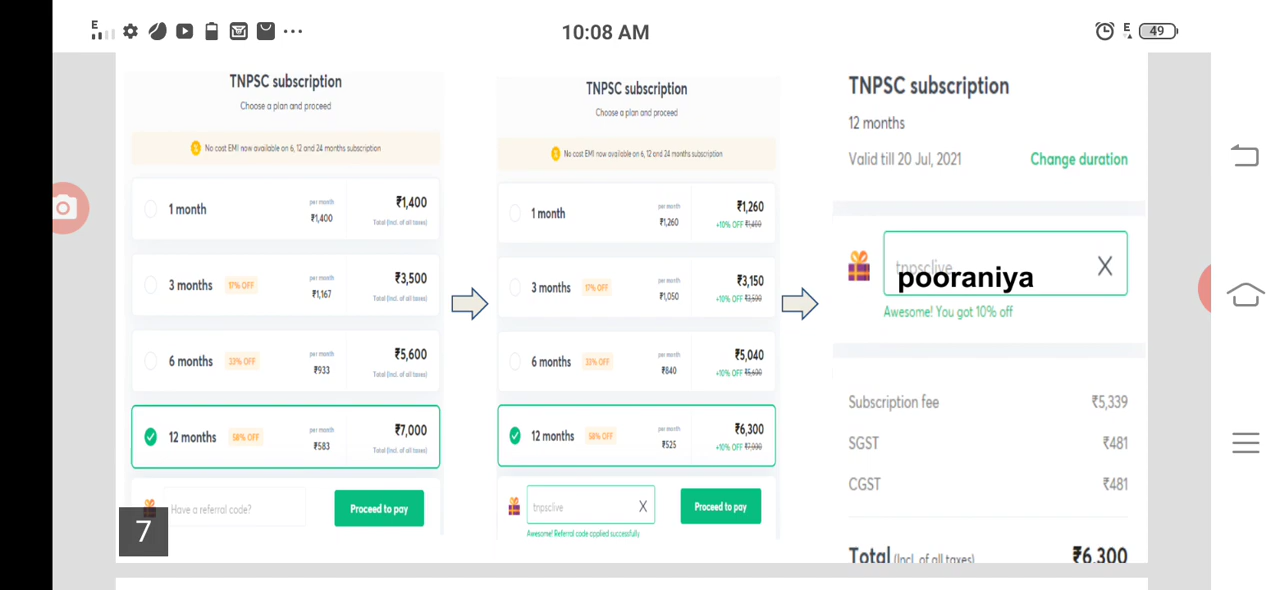 E
10:08 AM
E
49
TNPSC subscription
Choose a plan and proceed
No cost EMI now available on 6, 12 and 24 months subscription
1 month
per month
₹1,400
₹1,400
Total (Incl. of all taxes)
3 months
17% OFF
per month
₹1,167
₹3,500
Total (Incl. of all taxes)
6 months
33% OFF
per month
₹933
₹5,600
Total (Incl. of all taxes)
12 months
58% OFF
per month
₹583
₹7,000
Total (Incl. of all taxes)
Have a referral code?
Proceed to pay
7
TNPSC subscription
Choose a plan and proceed
No cost EMI now available on 6, 12 and 24 months subscription
1 month
per month
₹1,260
₹1,260
+10% OFF ₹1,400
3 months
17% OFF
per month
₹1,050
₹3,150
+10% OFF ₹3,500
6 months
33% OFF
per month
₹840
₹5,040
+10% OFF ₹5,600
12 months
58% OFF
per month
₹525
₹6,300
+10% OFF ₹7,000
tnpsclive
X
Proceed to pay
Awesome! Referral code applied successfully
TNPSC subscription
12 months
Valid till 20 Jul, 2021
Change duration
tnpsclive
pooraniya
X
Awesome! You got 10% off
Subscription fee ₹5,339
SGST ₹481
CGST ₹481
Total (Incl. of all taxes) ₹6,300